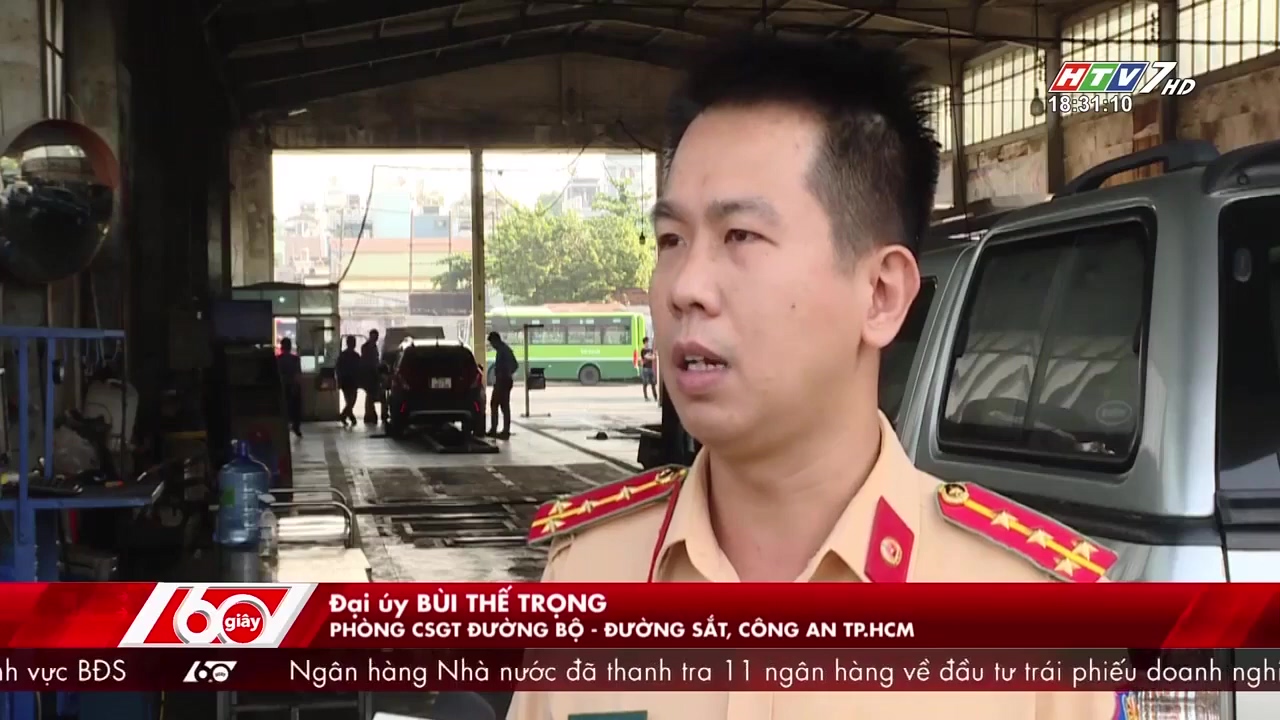 HTV7 HD
18:31:10
60 giây
Đại úy BÙI THẾ TRỌNG
PHÒNG CSGT ĐƯỜNG BỘ - ĐƯỜNG SẮT, CÔNG AN TP.HCM
nh vực BĐS 60 giây Ngân hàng Nhà nước đã thanh tra 11 ngân hàng về đầu tư trái phiếu doanh nghi